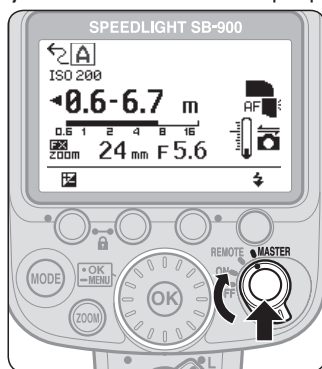 SPEEDLIGHT SB-900
A
ISO 200
0.6-6.7 m
AF
0.6 1 2 4 8 16
FX
zoom 24 mm F 5.6
REMOTE MASTER
ON
OFF
MODE
OK
MENU
ZOOM
OK
L